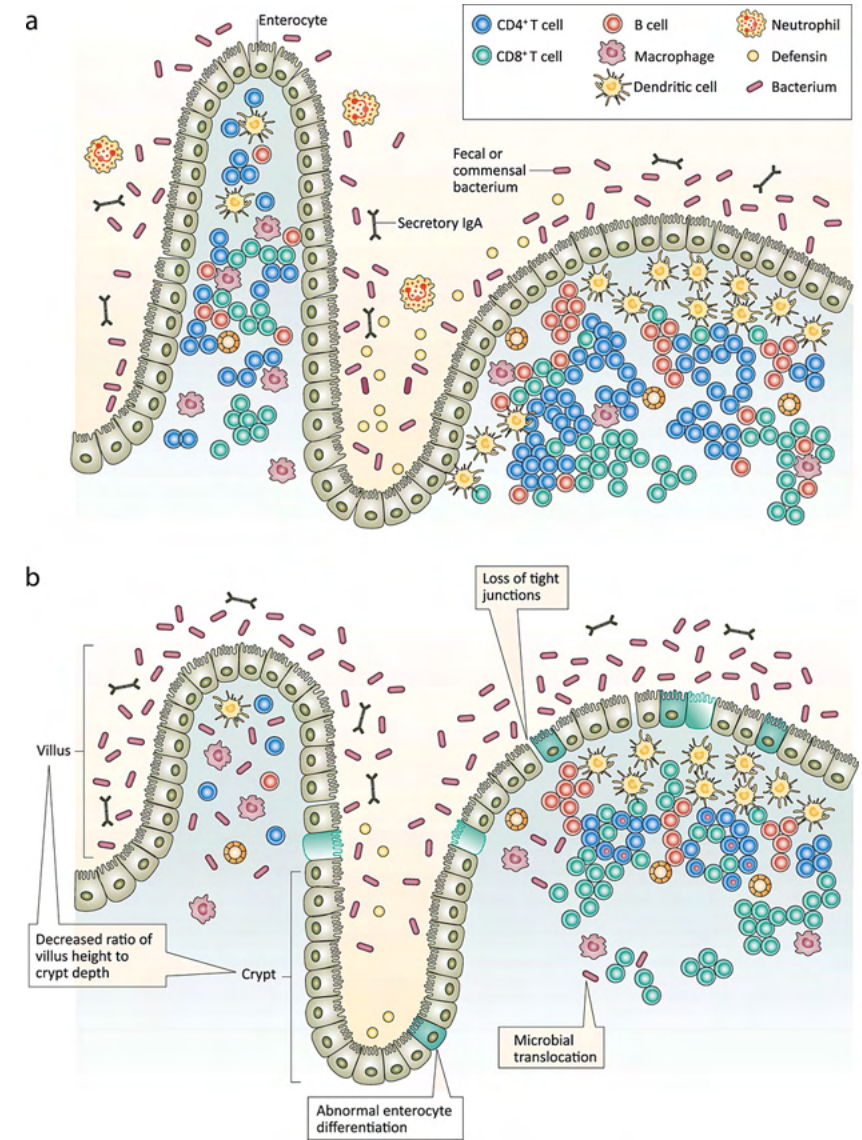 a
Enterocyte
CD4⁺ T cell
CD8⁺ T cell
B cell
Macrophage
Dendritic cell
Neutrophil
Defensin
Bacterium
Fecal or
commensal
bacterium
Secretory IgA
b
Loss of tight
junctions
Villus
Decreased ratio of
villus height to
crypt depth
Crypt
Microbial
translocation
Abnormal enterocyte
differentiation